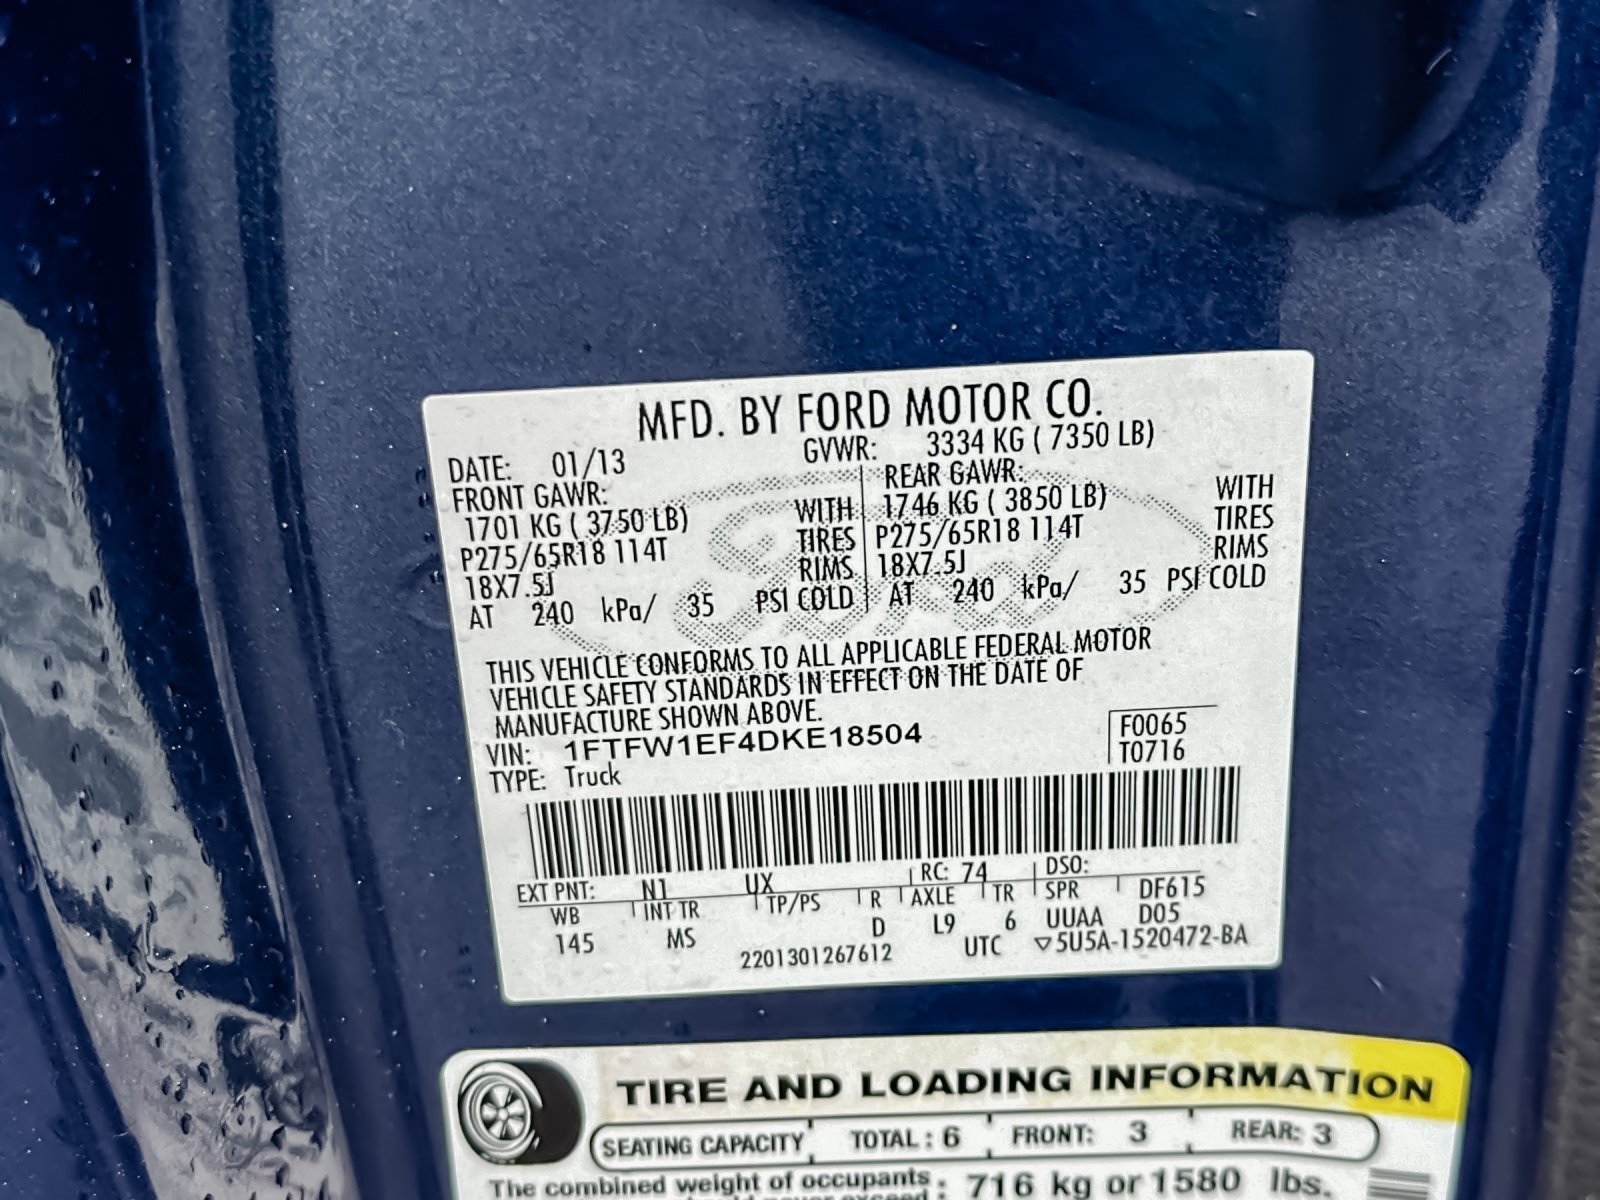 MFD. BY FORD MOTOR CO.
DATE: 01/13 GVWR: 3334 KG ( 7350 LB)
FRONT GAWR: REAR GAWR:
1701 KG ( 3750 LB) WITH 1746 KG ( 3850 LB) WITH
P275/65R18 114T TIRES P275/65R18 114T TIRES
18X7.5J RIMS 18X7.5J RIMS
AT 240 kPa/ 35 PSI COLD AT 240 kPa/ 35 PSI COLD
THIS VEHICLE CONFORMS TO ALL APPLICABLE FEDERAL MOTOR
VEHICLE SAFETY STANDARDS IN EFFECT ON THE DATE OF
MANUFACTURE SHOWN ABOVE.
VIN: 1FTFW1EF4DKE18504 F0065
TYPE: Truck T0716
EXT PNT: N1 UX RC: 74 DSO:
WB INT TR TP/PS R AXLE TR SPR DF615
145 MS D L9 6 UUAA D05
2201301267612 UTC ▽5U5A-1520472-BA
Ford
TIRE AND LOADING INFORMATION
SEATING CAPACITY TOTAL : 6 FRONT: 3 REAR: 3
The combined weight of occupants : 716 kg or 1580 lbs.